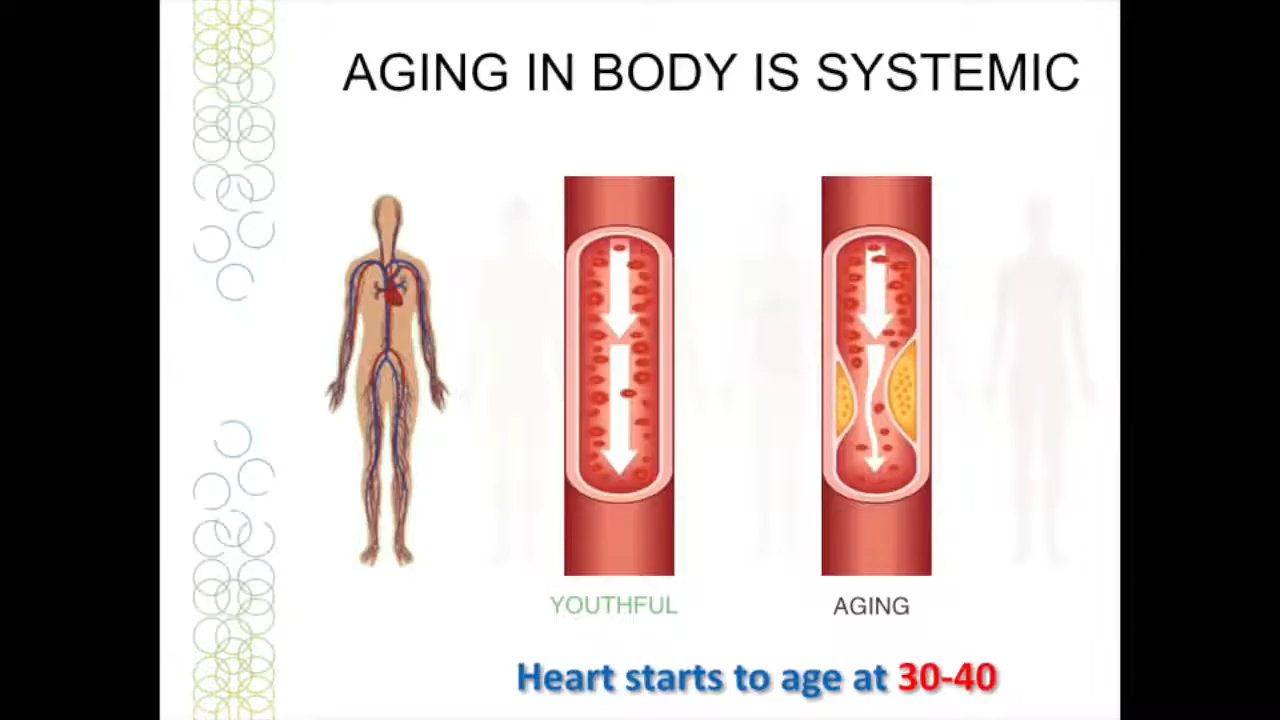 AGING IN BODY IS SYSTEMIC
YOUTHFUL
AGING
Heart starts to age at 30-40